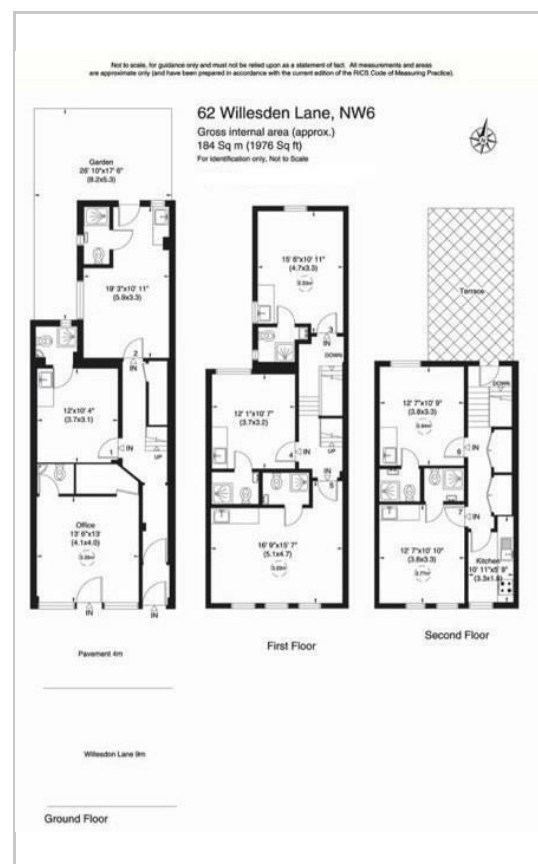 Not to scale, for guidance only and must not be relied upon as a statement of fact. All measurements and areas
are approximate only (and have been prepared in accordance with the current edition of the RICS Code of Measuring Practice).
62 Willesden Lane, NW6
Gross internal area (approx.)
184 Sq m (1976 Sq ft)
For identification only, Not to Scale
Garden
26' 10"x17' 6"
(8.2x5.3)
19' 3"x10' 11"
(5.9x3.3)
2
IN
12'x10' 4"
(3.7x3.1)
1
IN
UP
Office
13' 6"x13'
(4.1x4.0)
IN
IN
Pavement 4m
Willesdon Lane 9m
Ground Floor
15' 6"x10' 11"
(4.7x3.3)
3
IN
DOWN
12' 1"x10' 7"
(3.7x3.2)
4
IN
UP
IN
5
16' 9"x15' 7"
(5.1x4.7)
First Floor
Terrace
DOWN
12' 7"x10' 9"
(3.8x3.3)
6
IN
7
IN
12' 7"x10' 10"
(3.8x3.3)
Kitchen
10' 11"x5' 8"
Second Floor